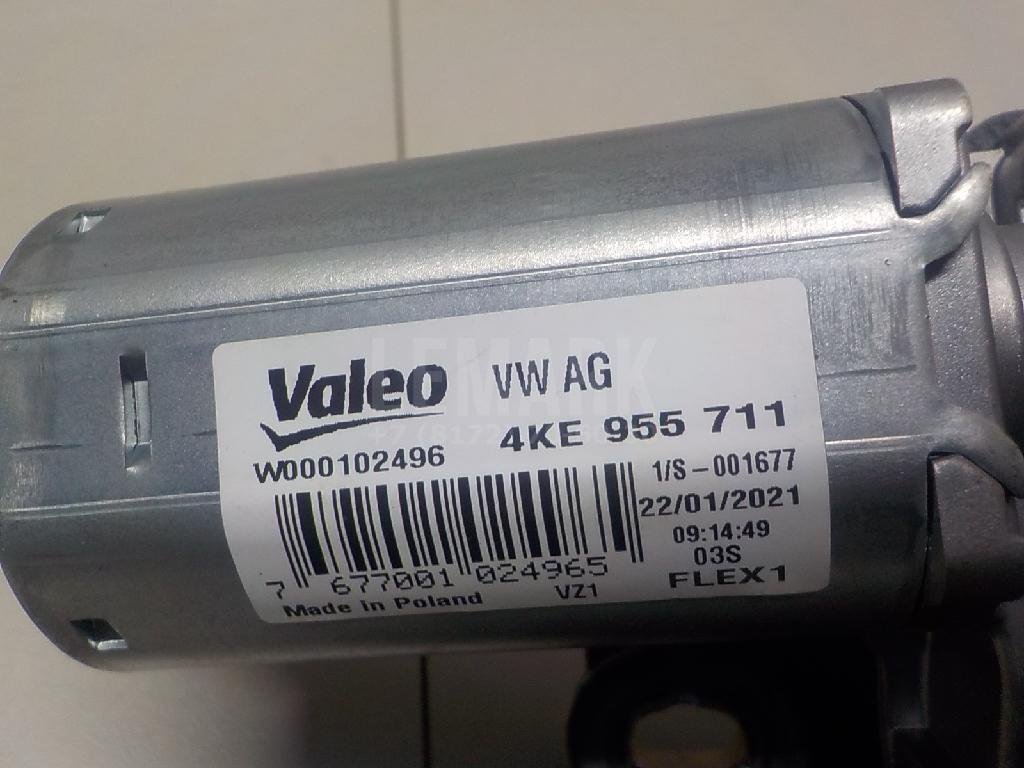 Valeo VW AG
4KE 955 711
W000102496
1/S-001677
22/01/2021
09:14:49
03S
FLEX1
7 677001 024965
Made in Poland VZ1
LEMARK